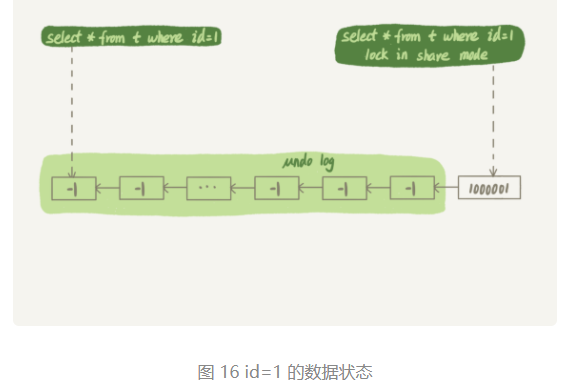 select * from t where id=1
select * from t where id=1
lock in share mode
undo log
-1 -1 ... -1 -1 -1 1000001
图 16 id=1 的数据状态